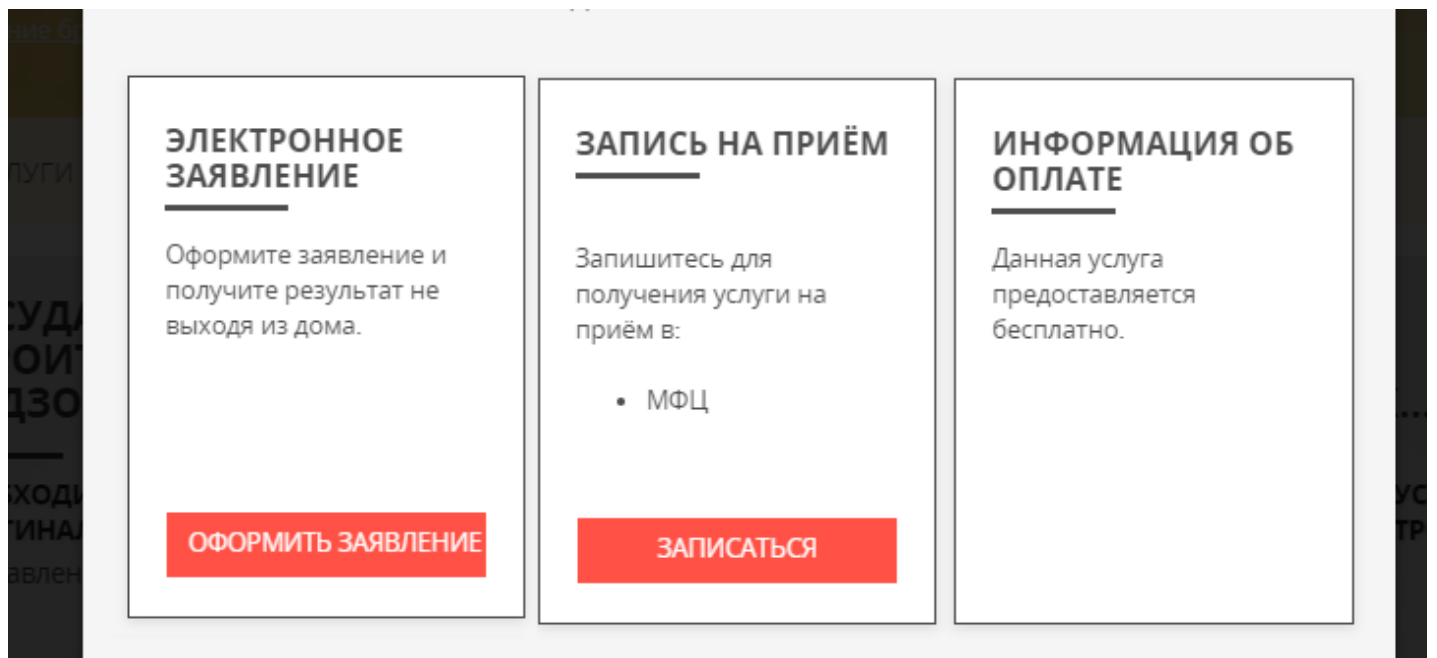 ЭЛЕКТРОННОЕ
ЗАЯВЛЕНИЕ
Оформите заявление и
получите результат не
выходя из дома.
ОФОРМИТЬ ЗАЯВЛЕНИЕ
ЗАПИСЬ НА ПРИЁМ
Запишитесь для
получения услуги на
приём в:
• МФЦ
ЗАПИСАТЬСЯ
ИНФОРМАЦИЯ ОБ
ОПЛАТЕ
Данная услуга
предоставляется
бесплатно.